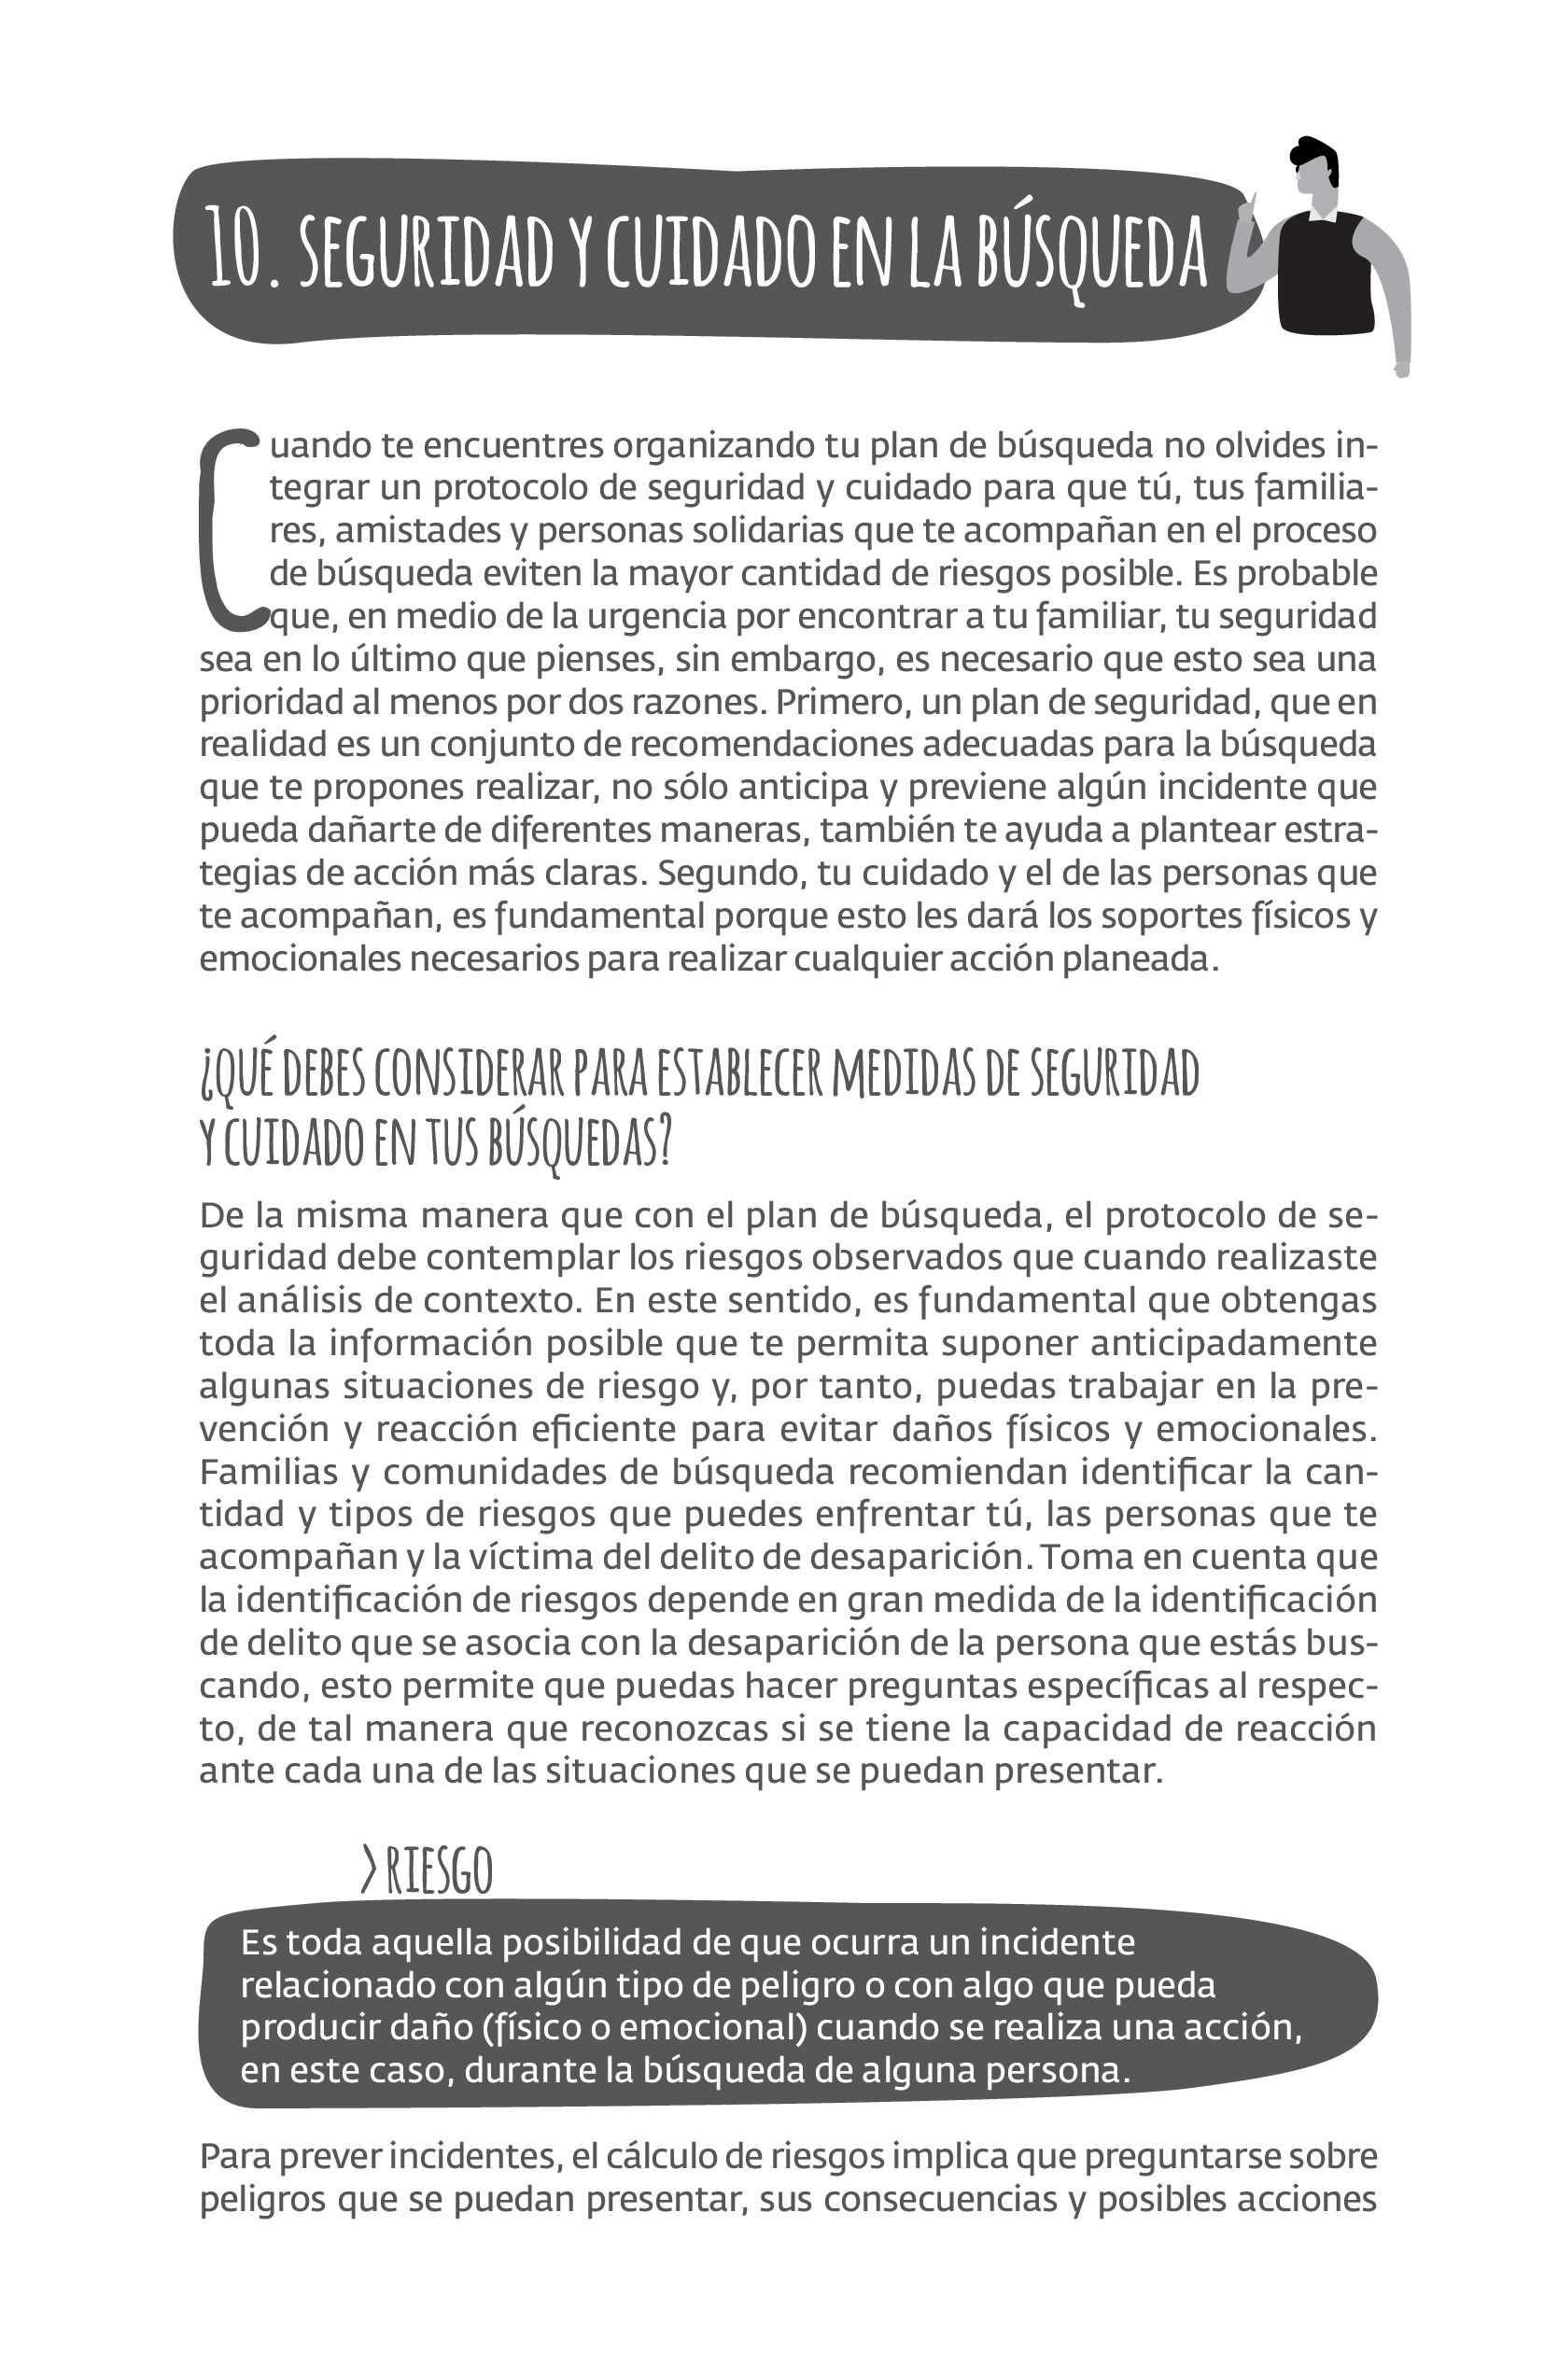 10. SEGURIDAD Y CUIDADO EN LA BÚSQUEDA
Cuando te encuentres organizando tu plan de búsqueda no olvides in-
tegrar un protocolo de seguridad y cuidado para que tú, tus familia-
res, amistades y personas solidarias que te acompañan en el proceso
de búsqueda eviten la mayor cantidad de riesgos posible. Es probable
que, en medio de la urgencia por encontrar a tu familiar, tu seguridad
sea en lo último que pienses, sin embargo, es necesario que esto sea una
prioridad al menos por dos razones. Primero, un plan de seguridad, que en
realidad es un conjunto de recomendaciones adecuadas para la búsqueda
que te propones realizar, no sólo anticipa y previene algún incidente que
pueda dañarte de diferentes maneras, también te ayuda a plantear estra-
tegias de acción más claras. Segundo, tu cuidado y el de las personas que
te acompañan, es fundamental porque esto les dará los soportes físicos y
emocionales necesarios para realizar cualquier acción planeada.
¿QUÉ DEBES CONSIDERAR PARA ESTABLECER MEDIDAS DE SEGURIDAD
Y CUIDADO EN TUS BÚSQUEDAS?
De la misma manera que con el plan de búsqueda, el protocolo de se-
guridad debe contemplar los riesgos observados que cuando realizaste
el análisis de contexto. En este sentido, es fundamental que obtengas
toda la información posible que te permita suponer anticipadamente
algunas situaciones de riesgo y, por tanto, puedas trabajar en la pre-
vención y reacción eficiente para evitar daños físicos y emocionales.
Familias y comunidades de búsqueda recomiendan identificar la can-
tidad y tipos de riesgos que puedes enfrentar tú, las personas que te
acompañan y la víctima del delito de desaparición. Toma en cuenta que
la identificación de riesgos depende en gran medida de la identificación
de delito que se asocia con la desaparición de la persona que estás bus-
cando, esto permite que puedas hacer preguntas específicas al respec-
to, de tal manera que reconozcas si se tiene la capacidad de reacción
ante cada una de las situaciones que se puedan presentar.
> RIESGO
Es toda aquella posibilidad de que ocurra un incidente
relacionado con algún tipo de peligro o con algo que pueda
producir daño (físico o emocional) cuando se realiza una acción,
en este caso, durante la búsqueda de alguna persona.
Para prever incidentes, el cálculo de riesgos implica que preguntarse sobre
peligros que se puedan presentar, sus consecuencias y posibles acciones